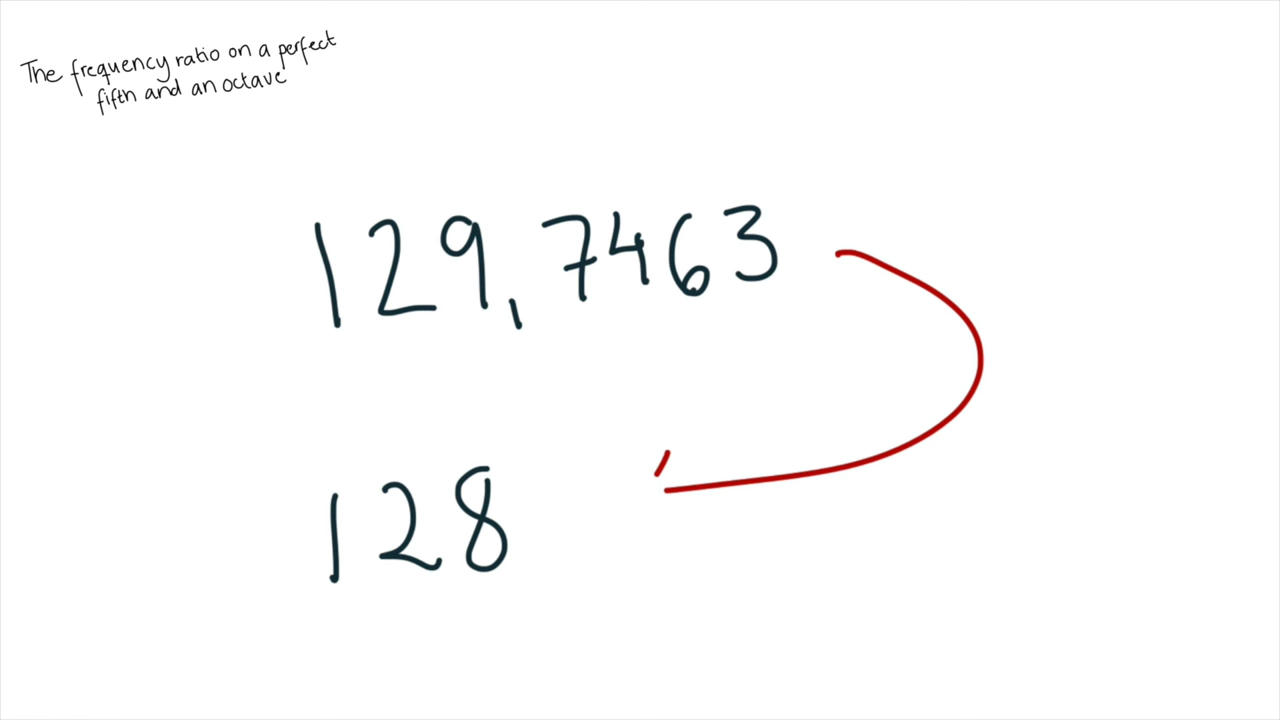 The frequency ratio on a perfect
fifth and an octave
129,7463
128